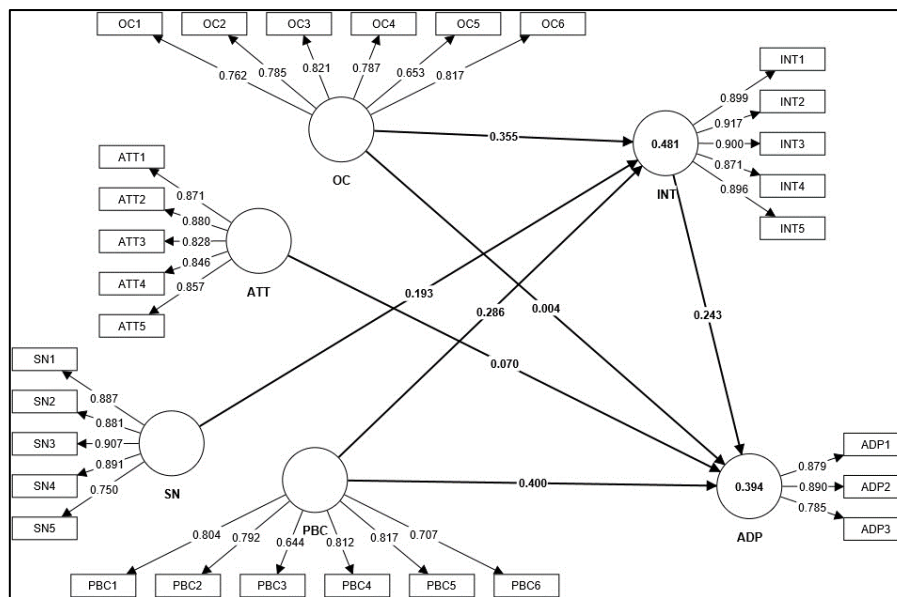 OC1 OC2 OC3 OC4 OC5 OC6
0.762 0.785 0.821 0.787 0.653 0.817
OC
INT1
INT2
INT3
INT4
INT5
0.899
0.917
0.900
0.871
0.896
0.481
INT
0.355
ATT1
ATT2
ATT3
ATT4
ATT5
0.871
0.880
0.828
0.846
0.857
ATT
0.193
0.286
0.004
0.243
0.070
SN1
SN2
SN3
SN4
SN5
0.887
0.881
0.907
0.891
0.750
SN
PBC
0.400
0.394
ADP
ADP1
ADP2
ADP3
0.879
0.890
0.785
0.804 0.792 0.644 0.812 0.817 0.707
PBC1 PBC2 PBC3 PBC4 PBC5 PBC6